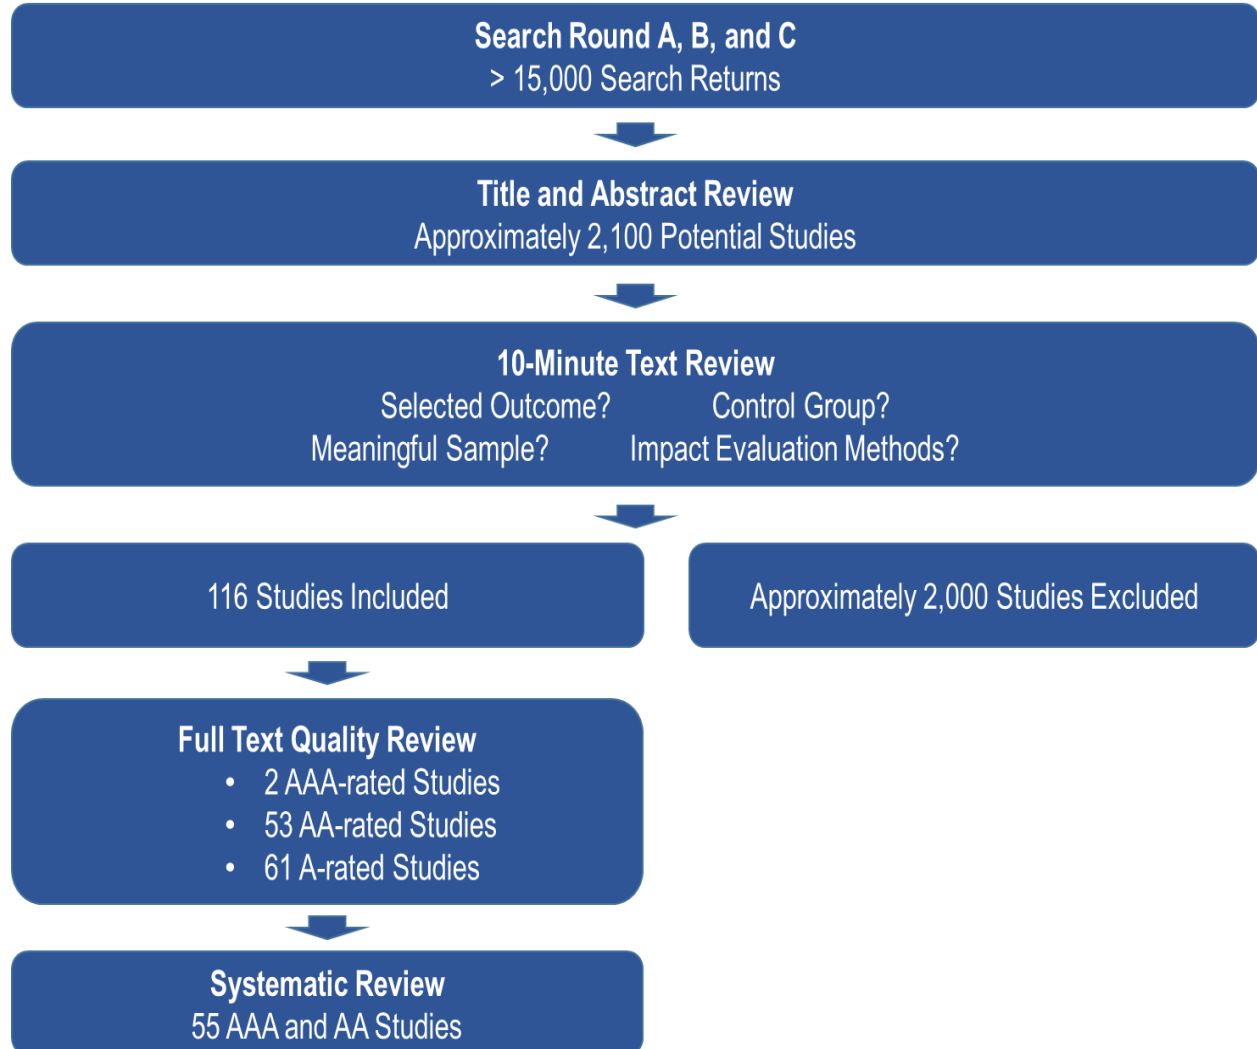 Search Round A, B, and C
> 15,000 Search Returns
Title and Abstract Review
Approximately 2,100 Potential Studies
10-Minute Text Review
Selected Outcome? Control Group?
Meaningful Sample? Impact Evaluation Methods?
116 Studies Included
Approximately 2,000 Studies Excluded
Full Text Quality Review
• 2 AAA-rated Studies
• 53 AA-rated Studies
• 61 A-rated Studies
Systematic Review
55 AAA and AA Studies